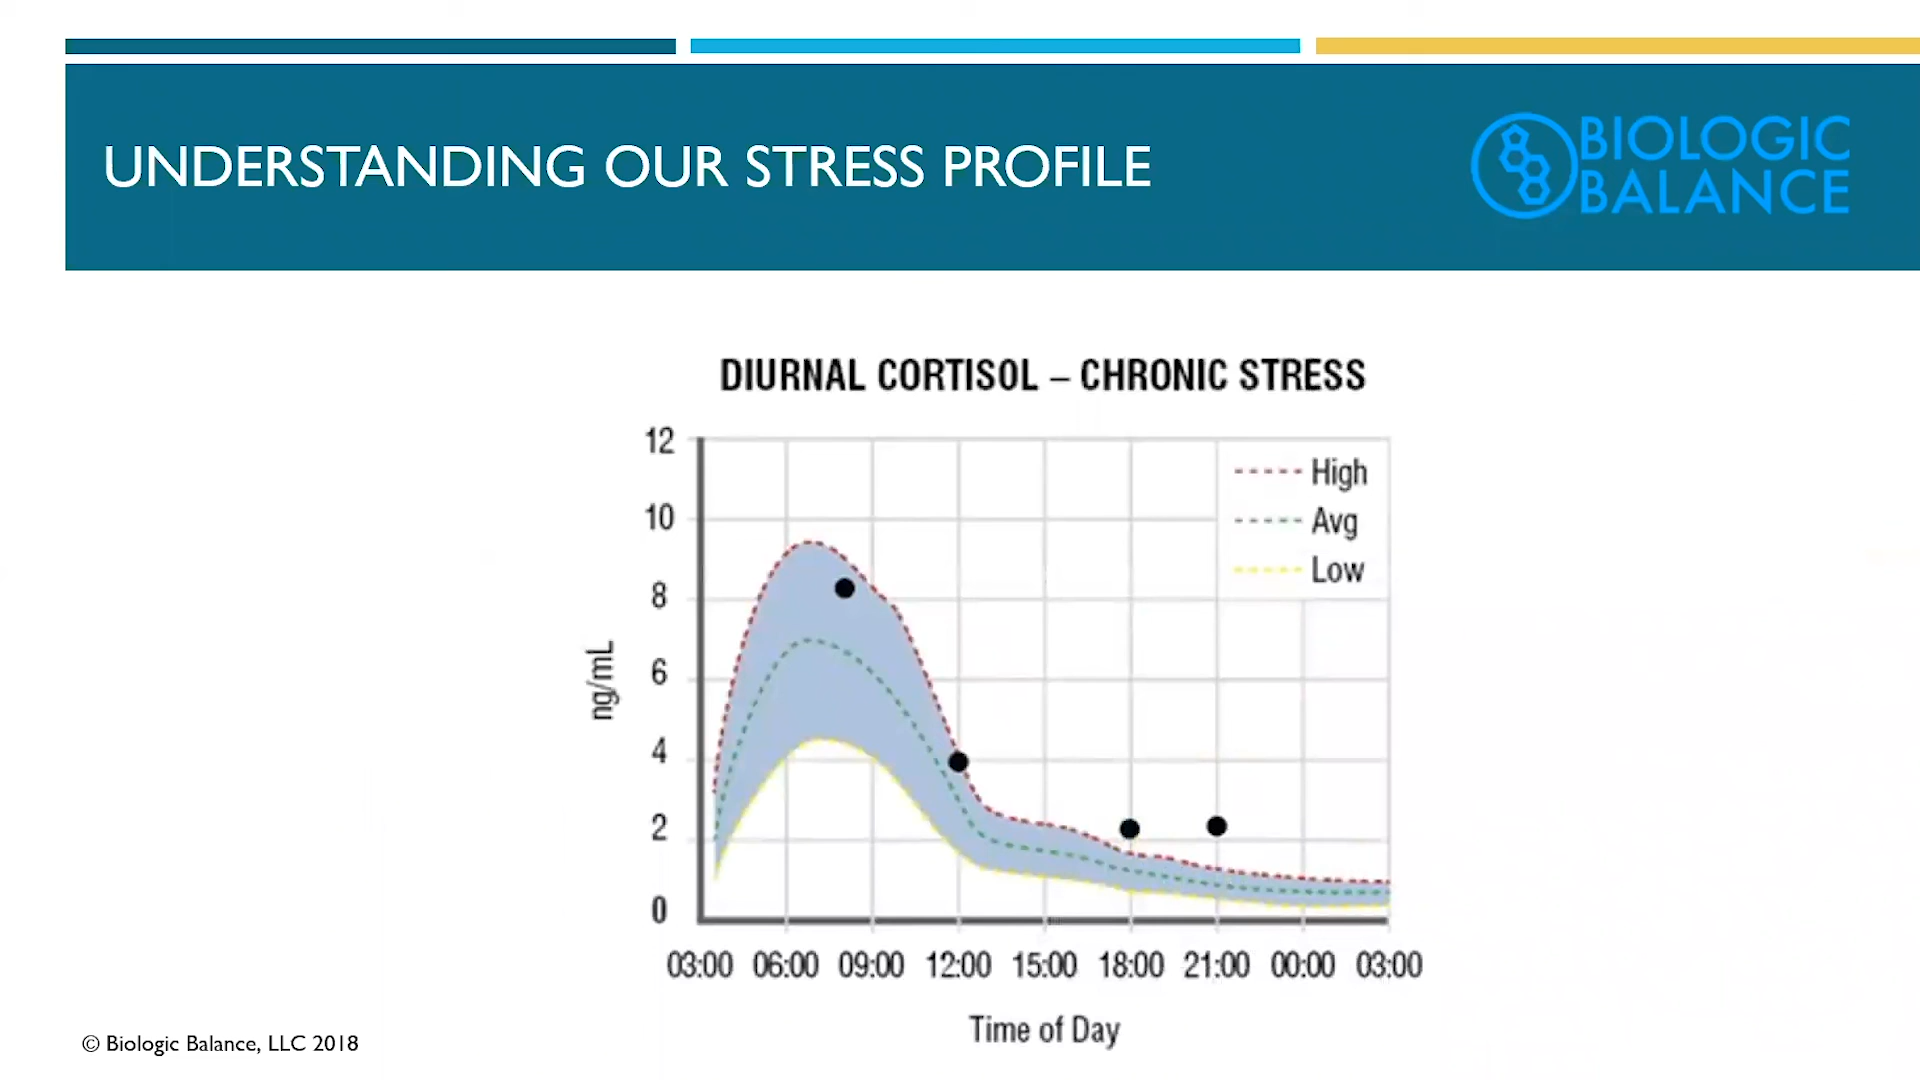 UNDERSTANDING OUR STRESS PROFILE
BIOLOGIC
BALANCE
DIURNAL CORTISOL – CHRONIC STRESS
12
10
8
6
4
2
0
ng/mL
High
Avg
Low
03:00 06:00 09:00 12:00 15:00 18:00 21:00 00:00 03:00
Time of Day
© Biologic Balance, LLC 2018